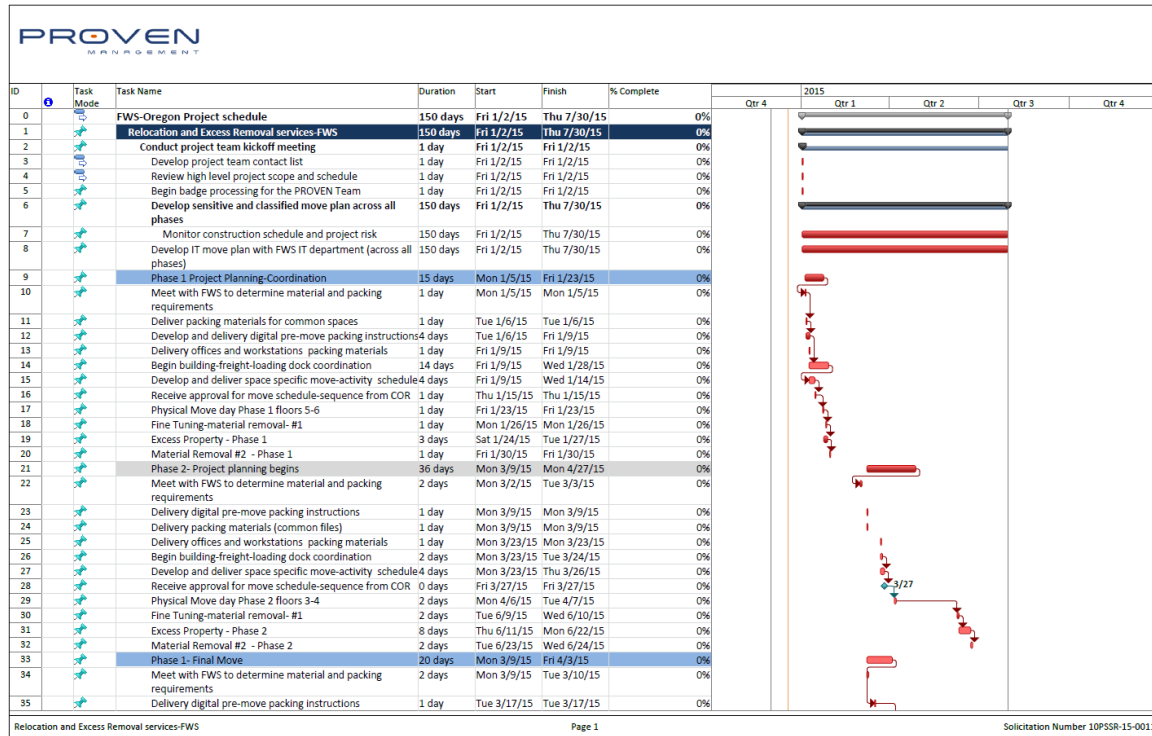 PROVEN
MANAGEMENT
ID Task Mode Task Name Duration Start Finish % Complete 2015
Qtr 4 Qtr 1 Qtr 2 Qtr 3 Qtr 4
0 FWS-Oregon Project schedule 150 days Fri 1/2/15 Thu 7/30/15 0%
1 Relocation and Excess Removal services-FWS 150 days Fri 1/2/15 Thu 7/30/15 0%
2 Conduct project team kickoff meeting 1 day Fri 1/2/15 Fri 1/2/15 0%
3 Develop project team contact list 1 day Fri 1/2/15 Fri 1/2/15 0%
4 Review high level project scope and schedule 1 day Fri 1/2/15 Fri 1/2/15 0%
5 Begin badge processing for the PROVEN Team 1 day Fri 1/2/15 Fri 1/2/15 0%
6 Develop sensitive and classified move plan across all 150 days Fri 1/2/15 Thu 7/30/15 0%
phases
7 Monitor construction schedule and project risk 150 days Fri 1/2/15 Thu 7/30/15 0%
8 Develop IT move plan with FWS IT department (across all 150 days Fri 1/2/15 Thu 7/30/15 0%
phases)
9 Phase 1 Project Planning-Coordination 15 days Mon 1/5/15 Fri 1/23/15 0%
10 Meet with FWS to determine material and packing 1 day Mon 1/5/15 Mon 1/5/15 0%
requirements
11 Deliver packing materials for common spaces 1 day Tue 1/6/15 Tue 1/6/15 0%
12 Develop and delivery digital pre-move packing instructions 4 days Tue 1/6/15 Fri 1/9/15 0%
13 Delivery offices and workstations packing materials 1 day Fri 1/9/15 Fri 1/9/15 0%
14 Begin building-freight-loading dock coordination 14 days Fri 1/9/15 Wed 1/28/15 0%
15 Develop and deliver space specific move-activity schedule 4 days Fri 1/9/15 Wed 1/14/15 0%
16 Receive approval for move schedule-sequence from COR 1 day Thu 1/15/15 Thu 1/15/15 0%
17 Physical Move day Phase 1 floors 5-6 1 day Fri 1/23/15 Fri 1/23/15 0%
18 Fine Tuning-material removal- #1 1 day Mon 1/26/15 Mon 1/26/15 0%
19 Excess Property - Phase 1 3 days Sat 1/24/15 Tue 1/27/15 0%
20 Material Removal #2 - Phase 1 1 day Fri 1/30/15 Fri 1/30/15 0%
21 Phase 2- Project planning begins 36 days Mon 3/9/15 Mon 4/27/15 0%
22 Meet with FWS to determine material and packing 2 days Mon 3/2/15 Tue 3/3/15 0%
requirements
23 Delivery digital pre-move packing instructions 1 day Mon 3/9/15 Mon 3/9/15 0%
24 Delivery packing materials (common files) 1 day Mon 3/9/15 Mon 3/9/15 0%
25 Delivery offices and workstations packing materials 1 day Mon 3/23/15 Mon 3/23/15 0%
26 Begin building-freight-loading dock coordination 2 days Mon 3/23/15 Tue 3/24/15 0%
27 Develop and deliver space specific move-activity schedule 4 days Mon 3/23/15 Thu 3/26/15 0%
28 Receive approval for move schedule-sequence from COR 0 days Fri 3/27/15 Fri 3/27/15 0% 3/27
29 Physical Move day Phase 2 floors 3-4 2 days Mon 4/6/15 Tue 4/7/15 0%
30 Fine Tuning-material removal- #1 2 days Tue 6/9/15 Wed 6/10/15 0%
31 Excess Property - Phase 2 8 days Thu 6/11/15 Mon 6/22/15 0%
32 Material Removal #2 - Phase 2 2 days Tue 6/23/15 Wed 6/24/15 0%
33 Phase 1- Final Move 20 days Mon 3/9/15 Fri 4/3/15 0%
34 Meet with FWS to determine material and packing 2 days Mon 3/9/15 Tue 3/10/15 0%
requirements
35 Delivery digital pre-move packing instructions 1 day Tue 3/17/15 Tue 3/17/15 0%
Relocation and Excess Removal services-FWS Page 1 Solicitation Number 10PSSR-15-0011